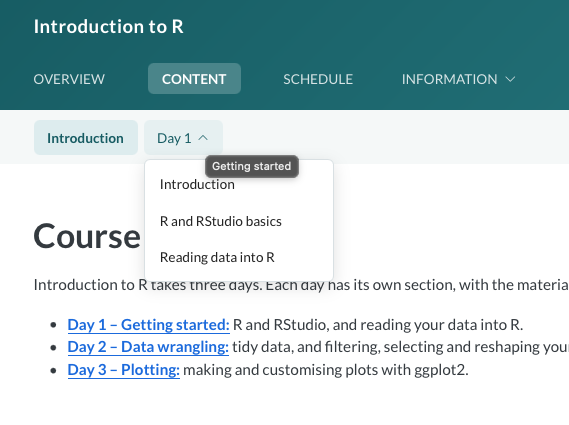 Introduction to R
OVERVIEW CONTENT SCHEDULE INFORMATION
Introduction Day 1
Getting started
Introduction
R and RStudio basics
Reading data into R
Course
Introduction to R takes three days. Each day has its own section, with the materia
Day 1 – Getting started: R and RStudio, and reading your data into R.
Day 2 – Data wrangling: tidy data, and filtering, selecting and reshaping your
Day 3 – Plotting: making and customising plots with ggplot2.